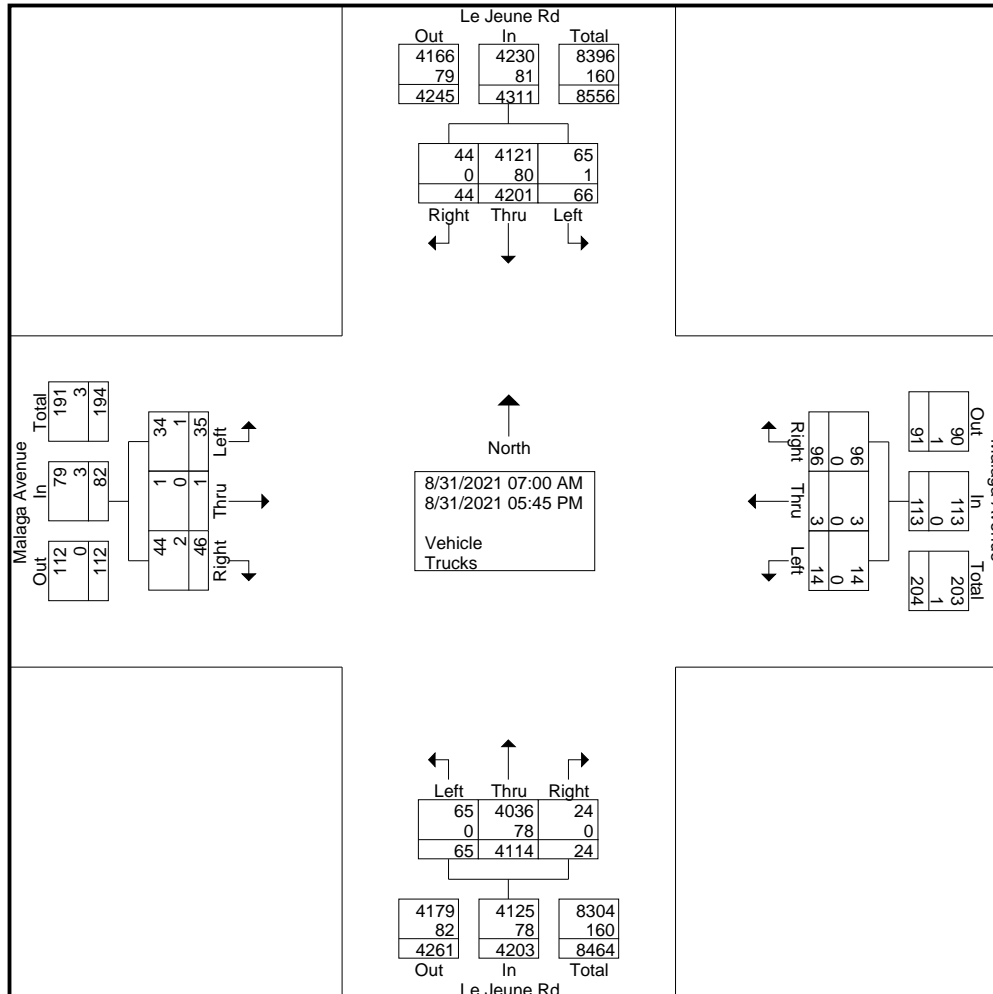 Le Jeune Rd
Out In Total
4166 4230 8396
79 81 160
4245 4311 8556
44 4121 65
0 80 1
44 4201 66
Right Thru Left
Malaga Avenue
Total In Out
191 79 112
3 3 0
194 82 112
Left Thru Right
34 1 44
1 0 2
35 1 46
North
8/31/2021 07:00 AM
8/31/2021 05:45 PM
Vehicle
Trucks
Right Thru Left
96 3 14
0 0 0
96 3 14
Out In Total
90 113 203
1 0 1
91 113 204
Left Thru Right
65 4036 24
0 78 0
65 4114 24
4179 4125 8304
82 78 160
4261 4203 8464
Out In Total
Le Jeune Rd